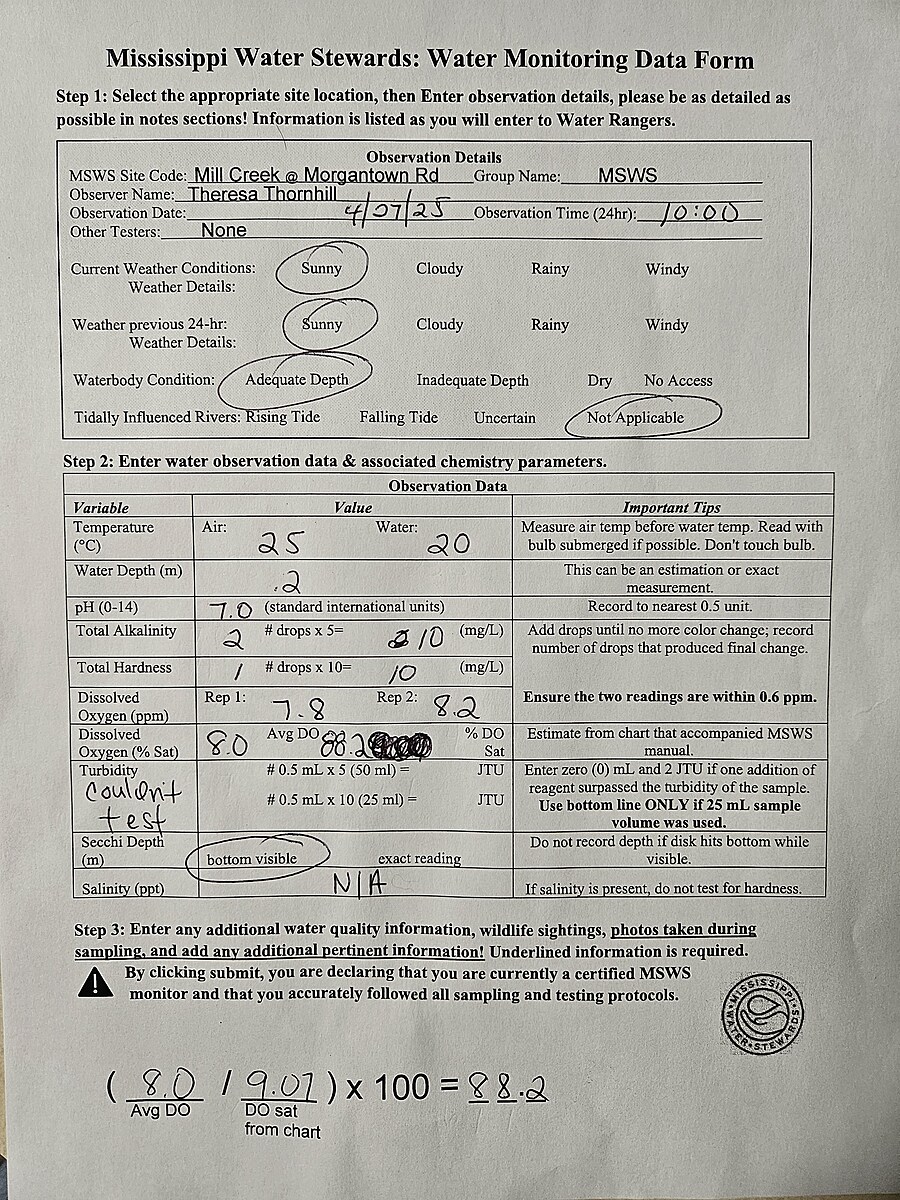 Mississippi Water Stewards: Water Monitoring Data Form
Step 1: Select the appropriate site location, then Enter observation details, please be as detailed as
possible in notes sections! Information is listed as you will enter to Water Rangers.
Observation Details
MSWS Site Code: Mill Creek @ Morgantown Rd Group Name: MSWS
Observer Name: Theresa Thornhill
Observation Date: 4/07/25 Observation Time (24hr): 10:00
Other Testers: None
Current Weather Conditions: Sunny Cloudy Rainy Windy
Weather Details:
Weather previous 24-hr: Sunny Cloudy Rainy Windy
Weather Details:
Waterbody Condition: Adequate Depth Inadequate Depth Dry No Access
Tidally Influenced Rivers: Rising Tide Falling Tide Uncertain Not Applicable
Step 2: Enter water observation data & associated chemistry parameters.
Observation Data
Variable Value Important Tips
Temperature
(°C)
Air: 25 Water: 20
Measure air temp before water temp. Read with
bulb submerged if possible. Don't touch bulb.
Water Depth (m) .2
This can be an estimation or exact
measurement.
pH (0-14) 7.0 (standard international units) Record to nearest 0.5 unit.
Total Alkalinity 2 # drops x 5= 10 (mg/L)
Add drops until no more color change; record
number of drops that produced final change.
Total Hardness 1 # drops x 10= 10 (mg/L)
Dissolved
Oxygen (ppm)
Rep 1: 7.8 Rep 2: 8.2
Ensure the two readings are within 0.6 ppm.
Dissolved
Oxygen (% Sat)
8.0 Avg DO 88.2 % DO
Sat
Estimate from chart that accompanied MSWS
manual.
Turbidity
Couldn't
test
# 0.5 mL x 5 (50 ml) = JTU
# 0.5 mL x 10 (25 ml) = JTU
Enter zero (0) mL and 2 JTU if one addition of
reagent surpassed the turbidity of the sample.
Use bottom line ONLY if 25 mL sample
volume was used.
Secchi Depth
(m)
bottom visible exact reading
Do not record depth if disk hits bottom while
visible.
Salinity (ppt) N/A If salinity is present, do not test for hardness.
Step 3: Enter any additional water quality information, wildlife sightings, photos taken during
sampling, and add any additional pertinent information! Underlined information is required.
By clicking submit, you are declaring that you are currently a certified MSWS
monitor and that you accurately followed all sampling and testing protocols.
MISSISSIPPI
WATER STEWARDS
( 8.0 / 9.07 ) x 100 = 88.2
Avg DO DO sat
from chart